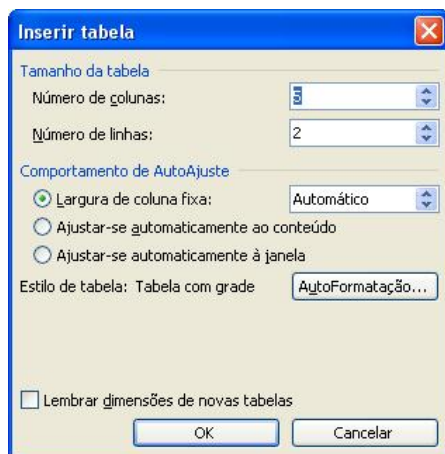 Inserir tabela
Tamanho da tabela
Número de colunas: 5
Número de linhas: 2
Comportamento de AutoAjuste
Largura de coluna fixa: Automático
Ajustar-se automaticamente ao conteúdo
Ajustar-se automaticamente à janela
Estilo de tabela: Tabela com grade AutoFormatação...
Lembrar dimensões de novas tabelas
OK Cancelar